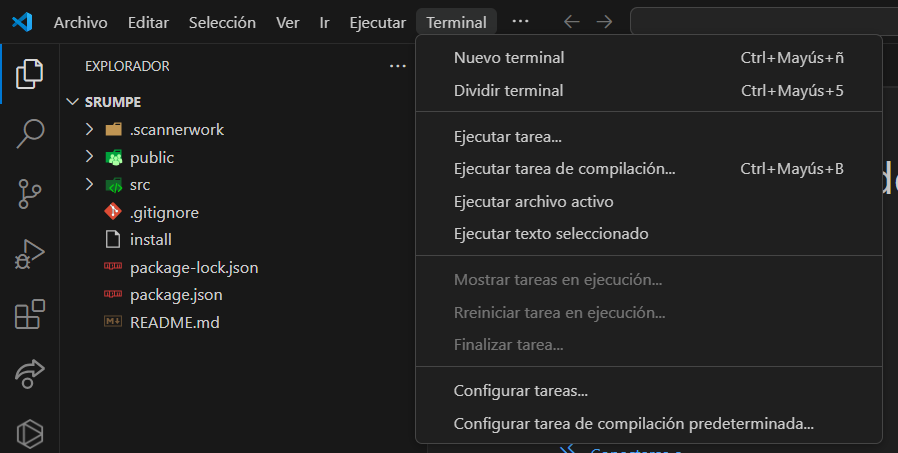 Archivo Editar Selección Ver Ir Ejecutar Terminal ...
EXPLORADOR ...
SRUMPE
.scannerwork
public
src
.gitignore
install
package-lock.json
package.json
README.md
Nuevo terminal Ctrl+Mayús+ñ
Dividir terminal Ctrl+Mayús+5
Ejecutar tarea...
Ejecutar tarea de compilación... Ctrl+Mayús+B
Ejecutar archivo activo
Ejecutar texto seleccionado
Mostrar tareas en ejecución...
Rreiniciar tarea en ejecución...
Finalizar tarea...
Configurar tareas...
Configurar tarea de compilación predeterminada...